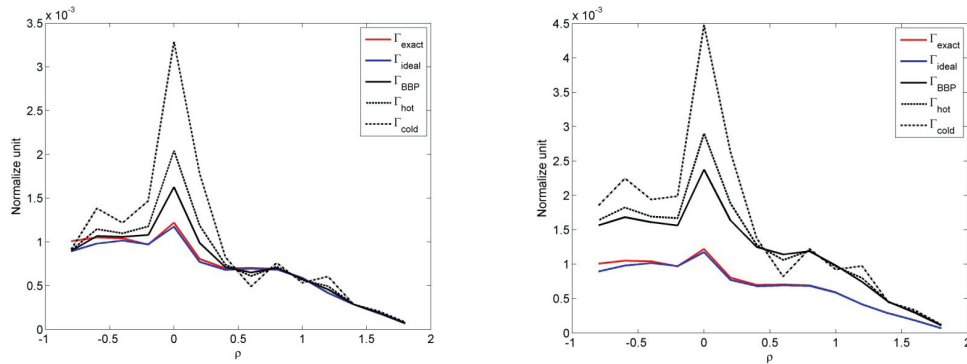 x 10⁻³
3.5
3
2.5
2
1.5
1
0.5
0
Normalize unit
-1
-0.5
0
0.5
1
1.5
2
ρ
Γexact
Γideal
ΓBBP
Γhot
Γcold
x 10⁻³
4.5
4
3.5
3
2.5
2
1.5
1
0.5
0
Normalize unit
-1
-0.5
0
0.5
1
1.5
2
ρ
Γexact
Γideal
ΓBBP
Γhot
Γcold